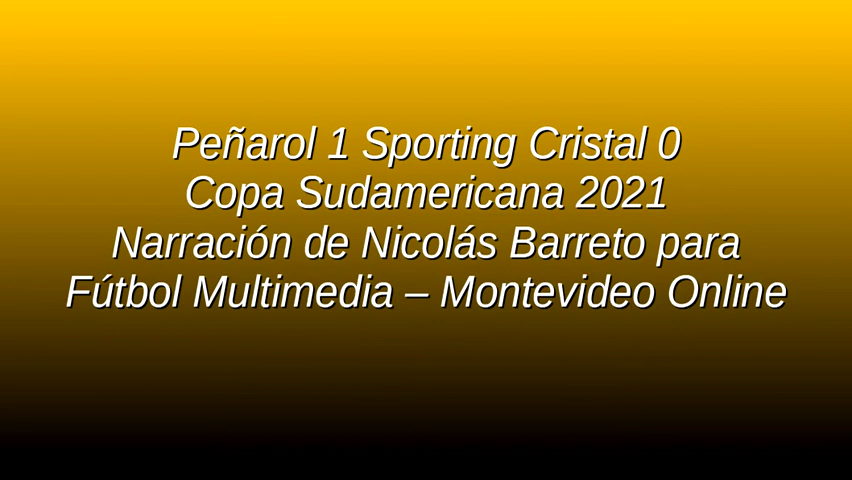 Peñarol 1 Sporting Cristal 0
Copa Sudamericana 2021
Narración de Nicolás Barreto para
Fútbol Multimedia – Montevideo Online